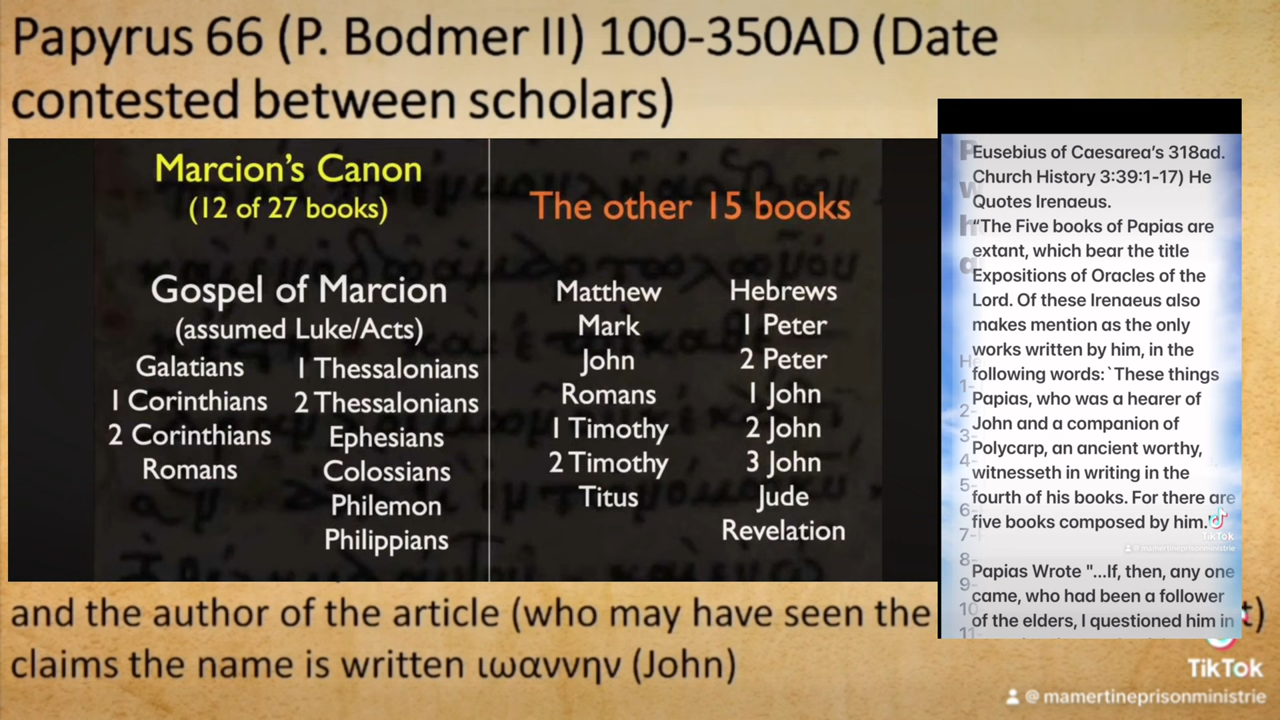 Papyrus 66 (P. Bodmer II) 100-350AD (Date
contested between scholars)
Marcion's Canon
(12 of 27 books)
Gospel of Marcion
(assumed Luke/Acts)
Galatians
1 Corinthians
2 Corinthians
Romans
1 Thessalonians
2 Thessalonians
Ephesians
Colossians
Philemon
Philippians
The other 15 books
Matthew
Mark
John
Romans
1 Timothy
2 Timothy
Titus
Hebrews
1 Peter
2 Peter
1 John
2 John
3 John
Jude
Revelation
Eusebius of Caesarea's 318ad.
Church History 3:39:1-17) He
Quotes Irenaeus.
"The Five books of Papias are
extant, which bear the title
Expositions of Oracles of the
Lord. Of these Irenaeus also
makes mention as the only
works written by him, in the
following words:`These things
Papias, who was a hearer of
John and a companion of
Polycarp, an ancient worthy,
witnesseth in writing in the
fourth of his books. For there are
five books composed by him.'
TikTok
@mamertineprisonministrie
Papias Wrote "...If, then, any one
came, who had been a follower
of the elders, I questioned him in
and the author of the article (who may have seen the
claims the name is written ιωαννην (John)
TikTok
@mamertineprisonministrie